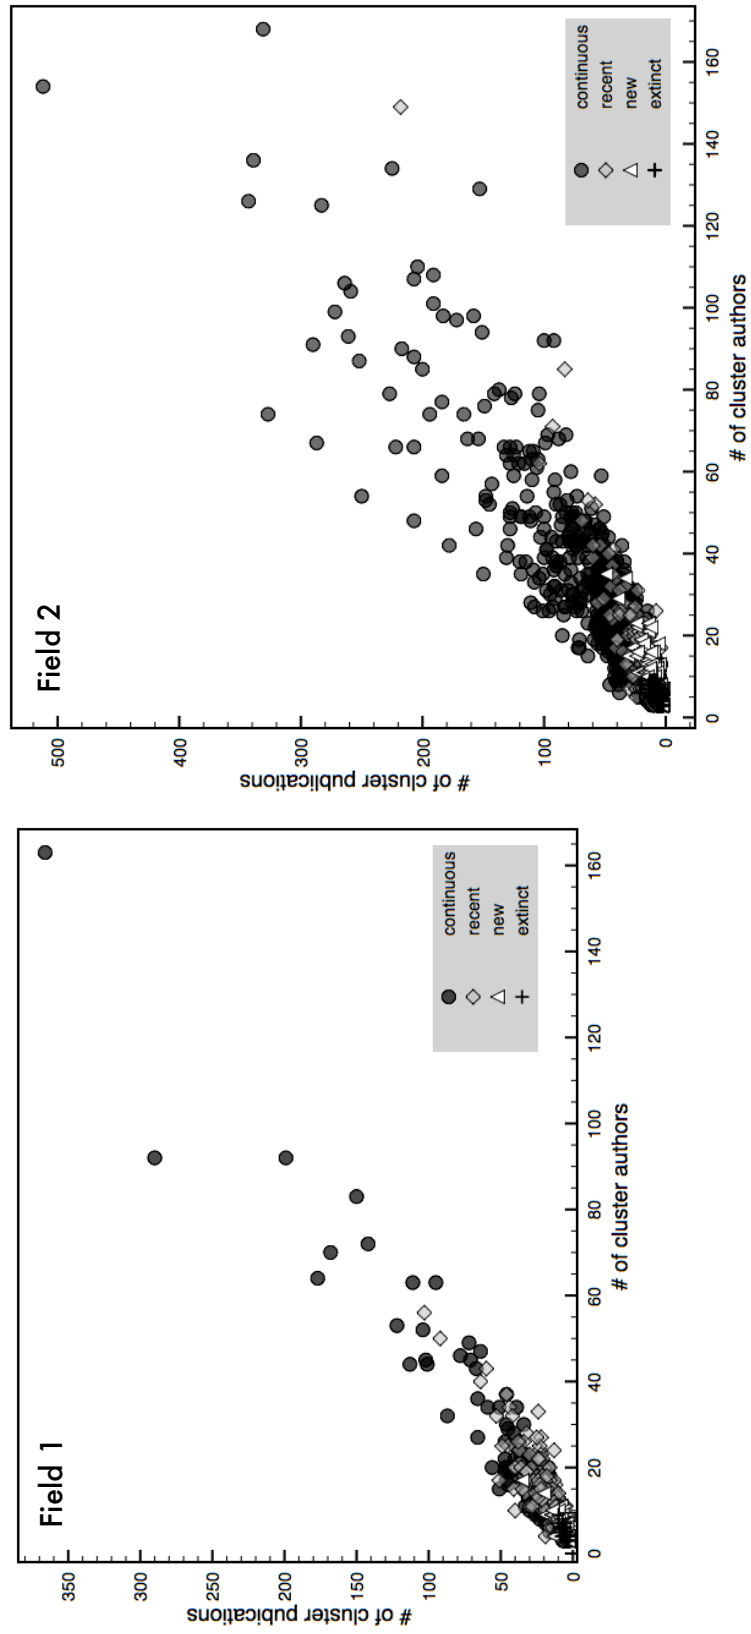 Field 1
# of cluster publications
350
300
250
200
150
100
50
0
0
20
40
60
80
100
120
140
160
# of cluster authors
continuous
recent
new
extinct
Field 2
# of cluster publications
500
400
300
200
100
0
0
20
40
60
80
100
120
140
160
# of cluster authors
continuous
recent
new
extinct